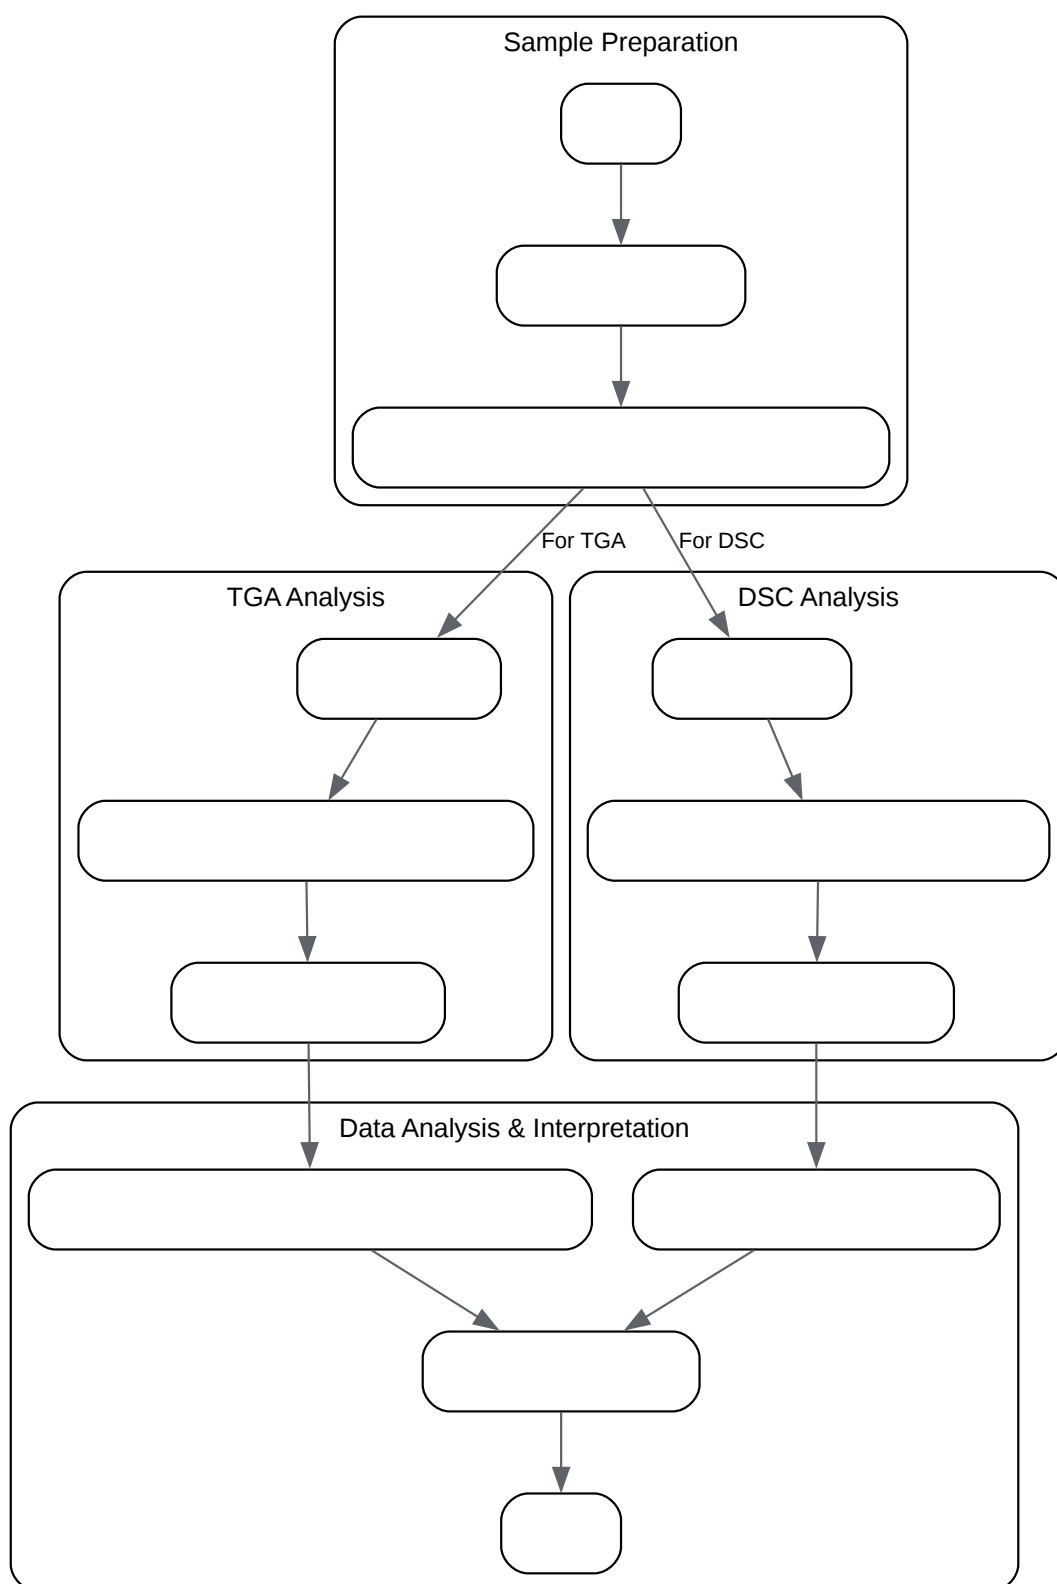 Sample Preparation
For TGA
For DSC
TGA Analysis
DSC Analysis
Data Analysis & Interpretation